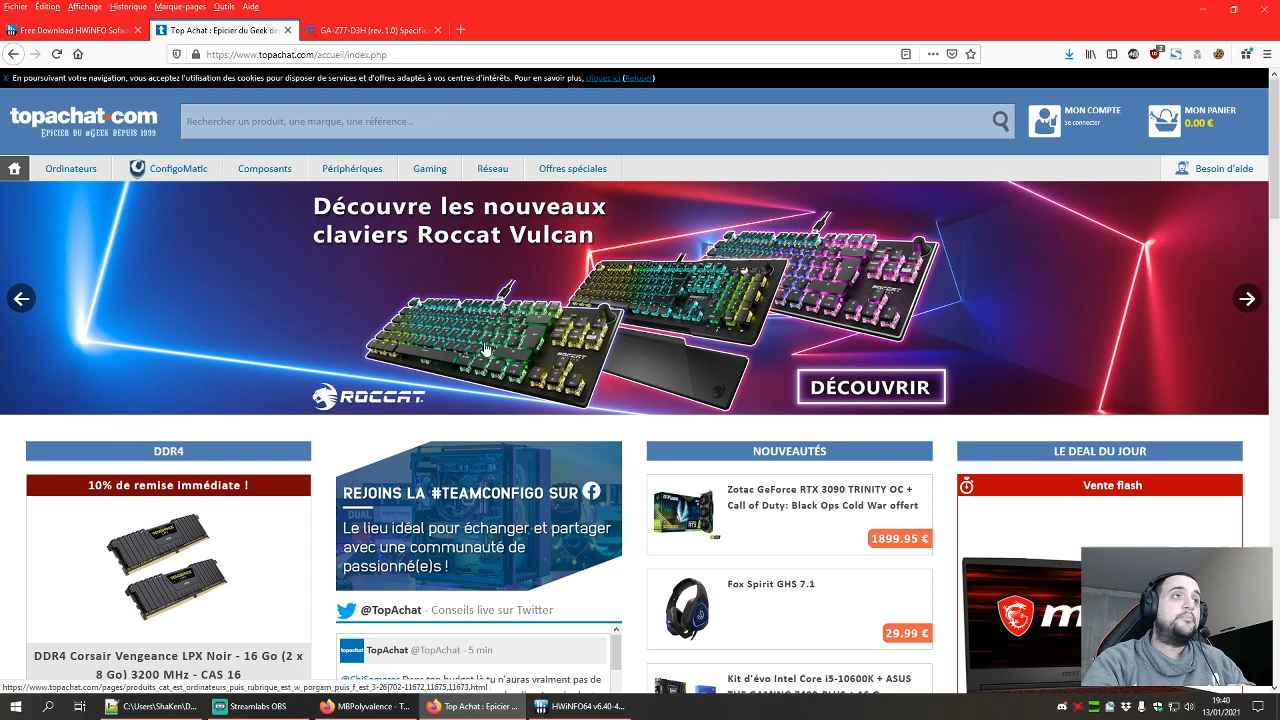 Fichier Édition Affichage Historique Marque-pages Outils Aide
Free Download HWiNFO Sofwa
Top Achat : Epicier du Geek de
GA-Z77-D3H (rev. 1.0) Spécific
https://www.topachat.com/accueil/index.php
X En poursuivant votre navigation, vous acceptez l'utilisation des cookies pour disposer de services et d'offres adaptés à vos centres d'intérêts. Pour en savoir plus, cliquez ici (Refuser)
topachat.com
EPICIER DU #GEEK DEPUIS 1999
Rechercher un produit, une marque, une référence...
MON COMPTE
Se connecter
MON PANIER
0.00 €
Ordinateurs ConfigoMatic Composants Périphériques Gaming Réseau Offres spéciales Besoin d'aide
Découvre les nouveaux
claviers Roccat Vulcan
ROCCAT
ROCCAT
DÉCOUVRIR
DDR4
10% de remise immédiate !
VENGEANCE
VENGEANCE
DDR4 Corsair Vengeance LPX Noir - 16 Go (2 x
8 Go) 3200 MHz - CAS 16
REJOINS LA #TEAMCONFIGO SUR
Le lieu idéal pour échanger et partager
avec une communauté de
passionné(e)s !
@TopAchat - Conseils live sur Twitter
topachat
TopAchat @TopAchat - 5 min
NOUVEAUTÉS
Zotac GeForce RTX 3090 TRINITY OC +
Call of Duty: Black Ops Cold War offert
1899.95 €
Fox Spirit GHS 7.1
29.99 €
Kit d'évo Intel Core i5-10600K + ASUS
LE DEAL DU JOUR
Vente flash
https://www.topachat.com/pages/produits_cat_est_ordinateurs_puis_rubrique_est_w_porgam_puis_f_est_3-26|702-11672,11675,11673.html
C:\Users\ShaKen\D...
Streamlabs OBS
MBPolyvalence - T...
Top Achat : Epicier ...
HWiNFO64 v6.40-4...
19:40
13/01/2021